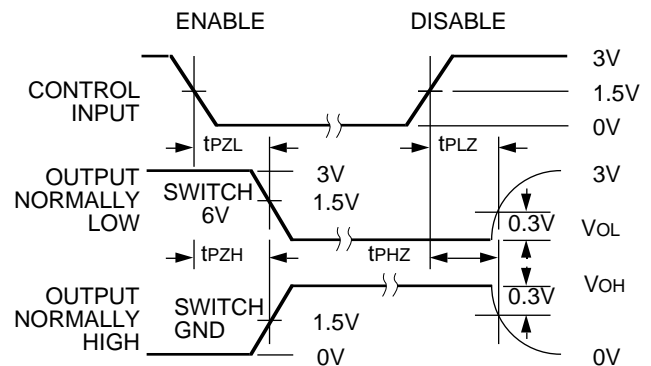 ENABLE DISABLE
3V
CONTROL
INPUT
1.5V
0V
tPZL
tPLZ
OUTPUT
NORMALLY
LOW
SWITCH
6V
3V
1.5V
3V
0.3V
VOL
tPZH
tPHZ
OUTPUT
NORMALLY
HIGH
SWITCH
GND
1.5V
0V
0.3V
VOH
0V